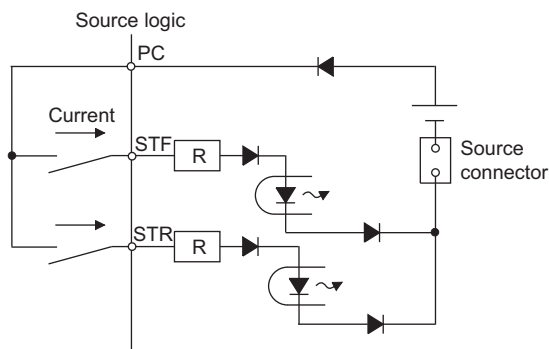 Source logic
PC
Current
STF
R
Source
connector
STR
R